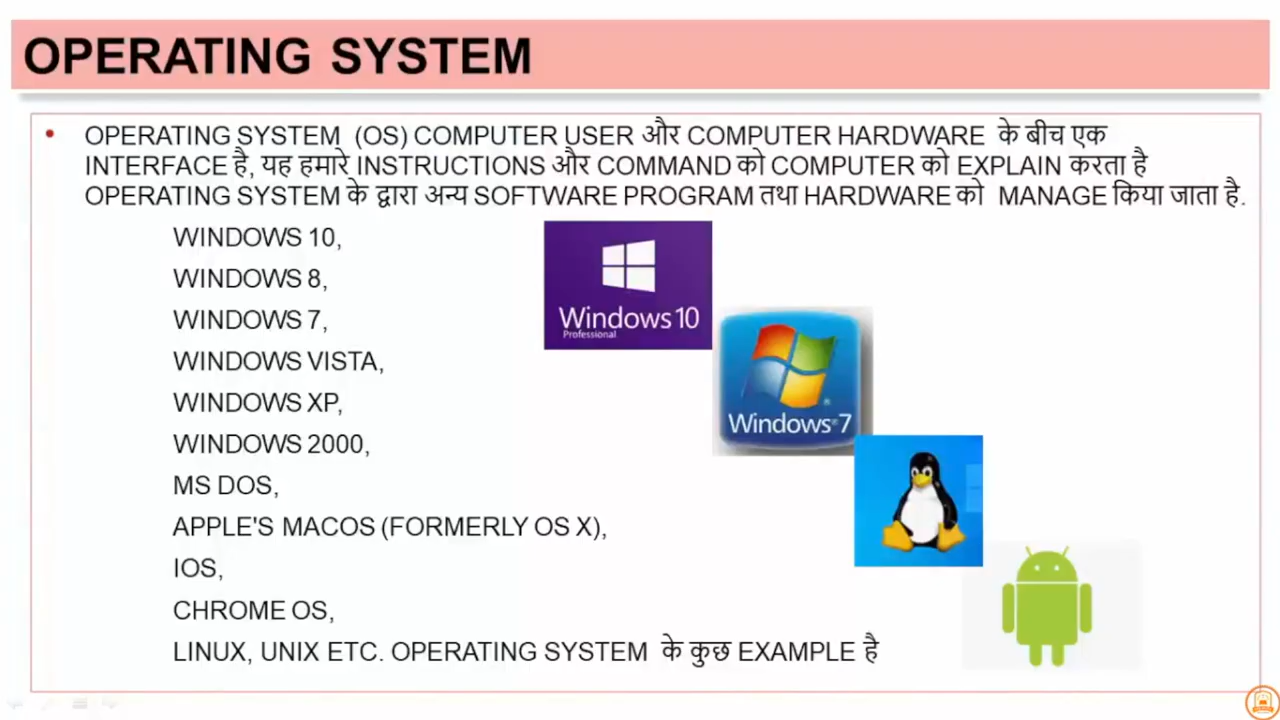 OPERATING SYSTEM
• OPERATING SYSTEM (OS) COMPUTER USER और COMPUTER HARDWARE के बीच एक
INTERFACE है, यह हमारे INSTRUCTIONS और COMMAND को COMPUTER को EXPLAIN करता है
OPERATING SYSTEM के द्वारा अन्य SOFTWARE PROGRAM तथा HARDWARE को MANAGE किया जाता है.
WINDOWS 10,
WINDOWS 8,
WINDOWS 7,
WINDOWS VISTA,
WINDOWS XP,
WINDOWS 2000,
MS DOS,
APPLE'S MACOS (FORMERLY OS X),
IOS,
CHROME OS,
LINUX, UNIX ETC. OPERATING SYSTEM के कुछ EXAMPLE है
Windows 10
Professional
Windows® 7